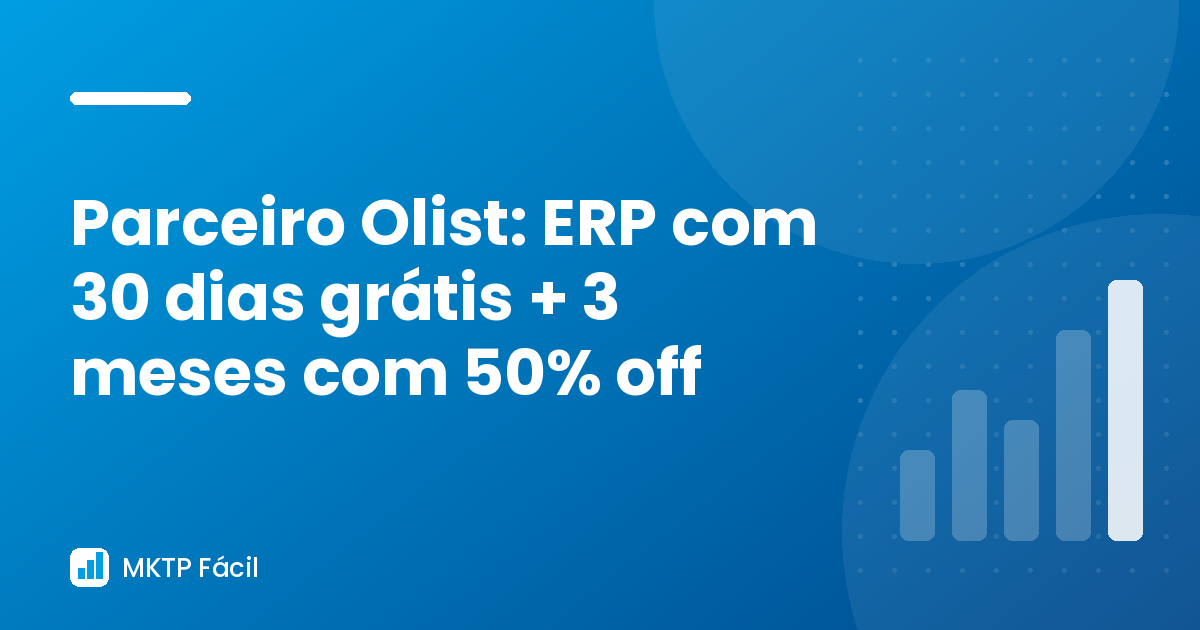 Parceiro Olist: ERP com
30 dias grátis + 3
meses com 50% off
MKTP Fácil